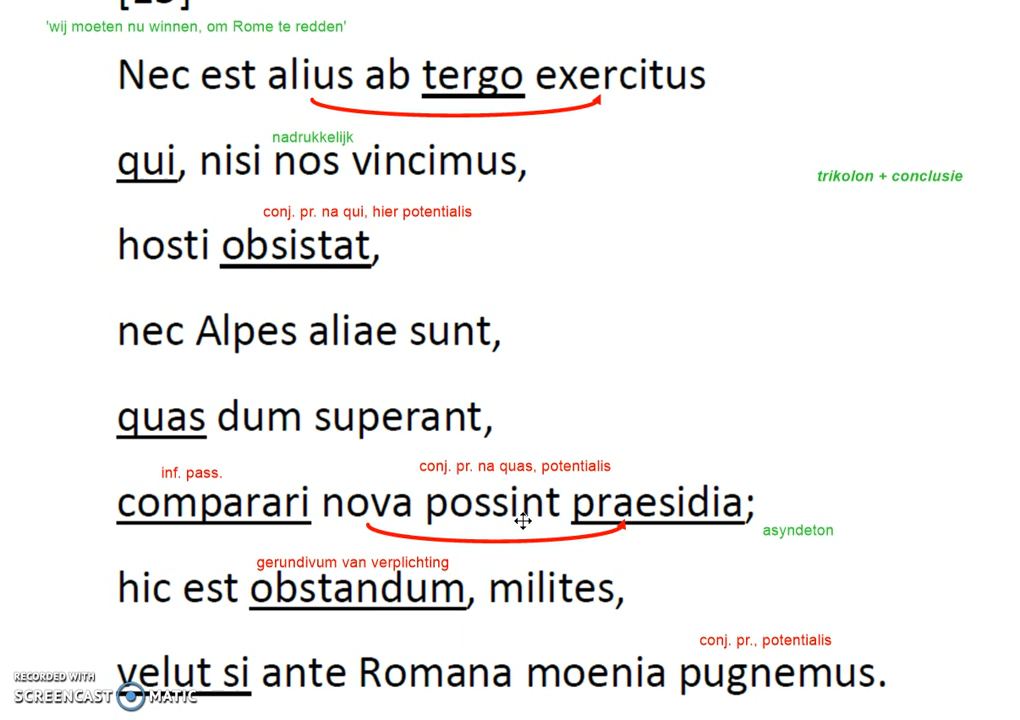 [15]
'wij moeten nu winnen, om Rome te redden'
Nec est alius ab tergo exercitus
nadrukkelijk
qui, nisi nos vincimus,
trikolon + conclusie
conj. pr. na qui, hier potentialis
hosti obsistat,
nec Alpes aliae sunt,
quas dum superant,
inf. pass.
conj. pr. na quas, potentialis
comparari nova possint praesidia;
asyndeton
gerundivum van verplichting
hic est obstandum, milites,
conj. pr., potentialis
velut si ante Romana moenia pugnemus.
RECORDED WITH
SCREENCAST MATIC